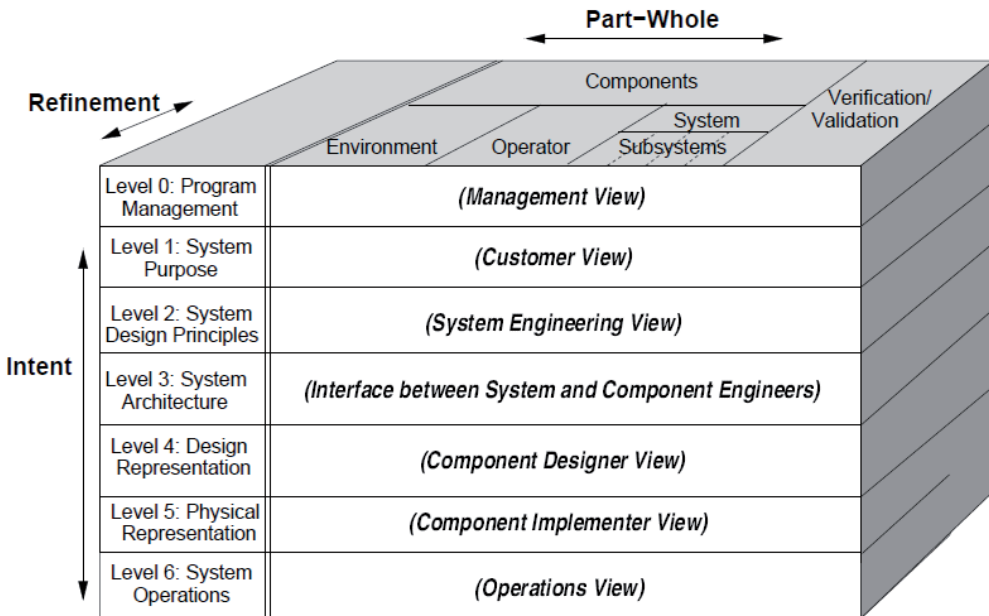 Part−Whole
Refinement
Components
Verification/
Validation
System
Environment
Operator
Subsystems
Level 0: Program
Management
(Management View)
Level 1: System
Purpose
(Customer View)
Level 2: System
Design Principles
(System Engineering View)
Intent
Level 3: System
Architecture
(Interface between System and Component Engineers)
Level 4: Design
Representation
(Component Designer View)
Level 5: Physical
Representation
(Component Implementer View)
Level 6: System
Operations
(Operations View)